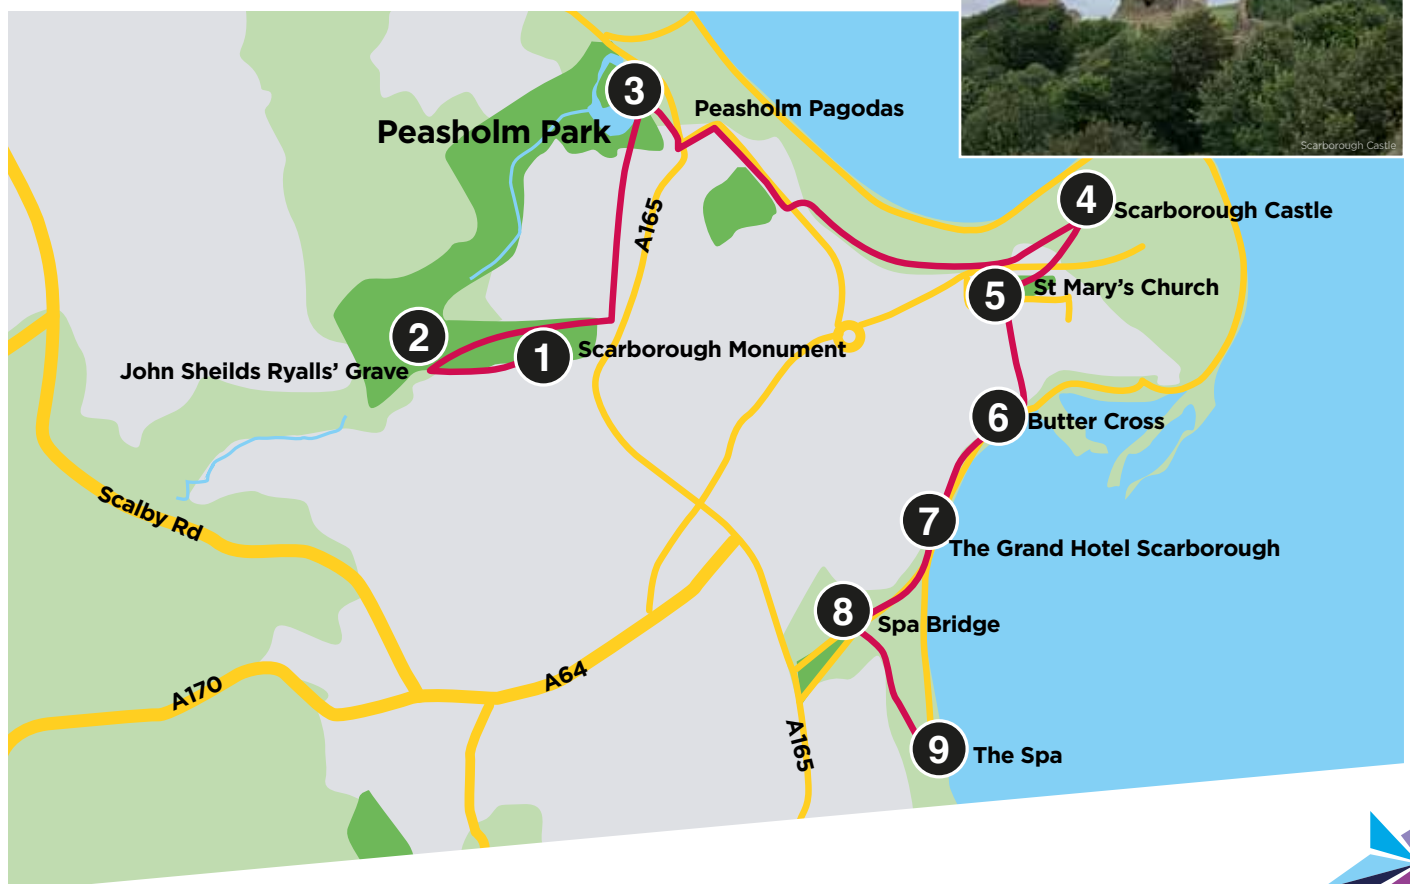 Scarborough Castle
3
Peasholm Pagodas
Peasholm Park
4
Scarborough Castle
A165
5
St Mary's Church
2
1
Scarborough Monument
John Sheilds Ryalls' Grave
6
Butter Cross
Scalby Rd
7
The Grand Hotel Scarborough
8
Spa Bridge
A64
A170
A165
9
The Spa